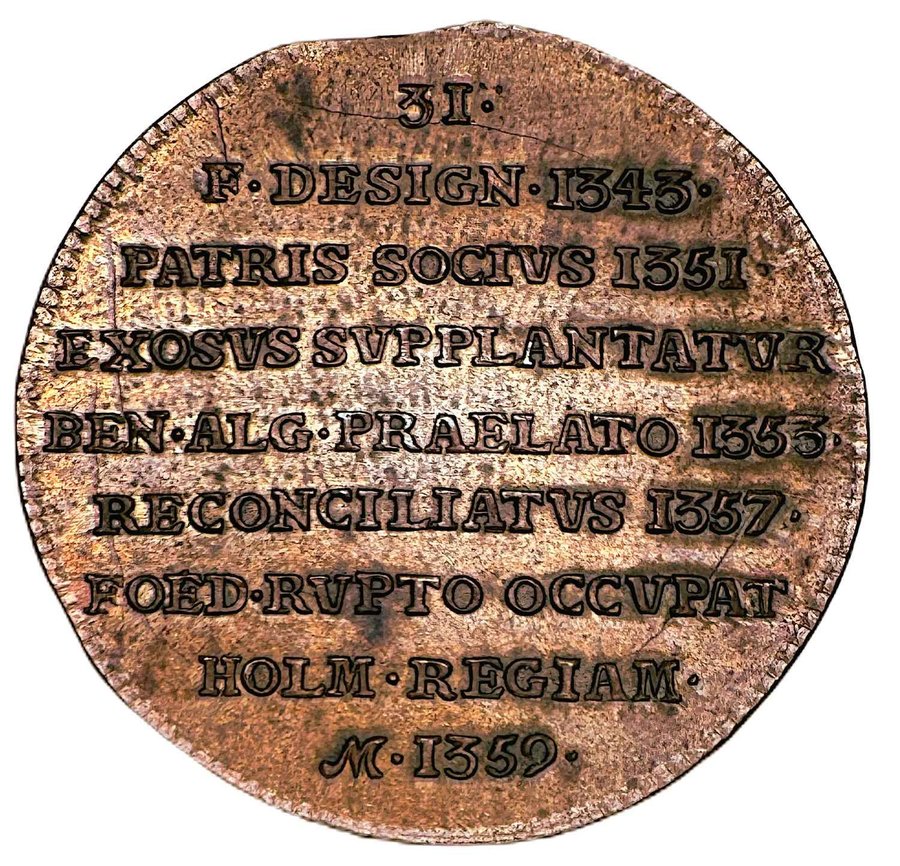 31.
F · DESIGN · 1343 ·
PATRIS SOCIVS 1351 ·
EXOSVS SVPPLANTATVR
BEN · ALG · PRAELATO 1353 ·
RECONCILIATVS 1357 ·
FOED · RVPTO OCCVPAT
HOLM · REGIAM ·
M · 1359 ·